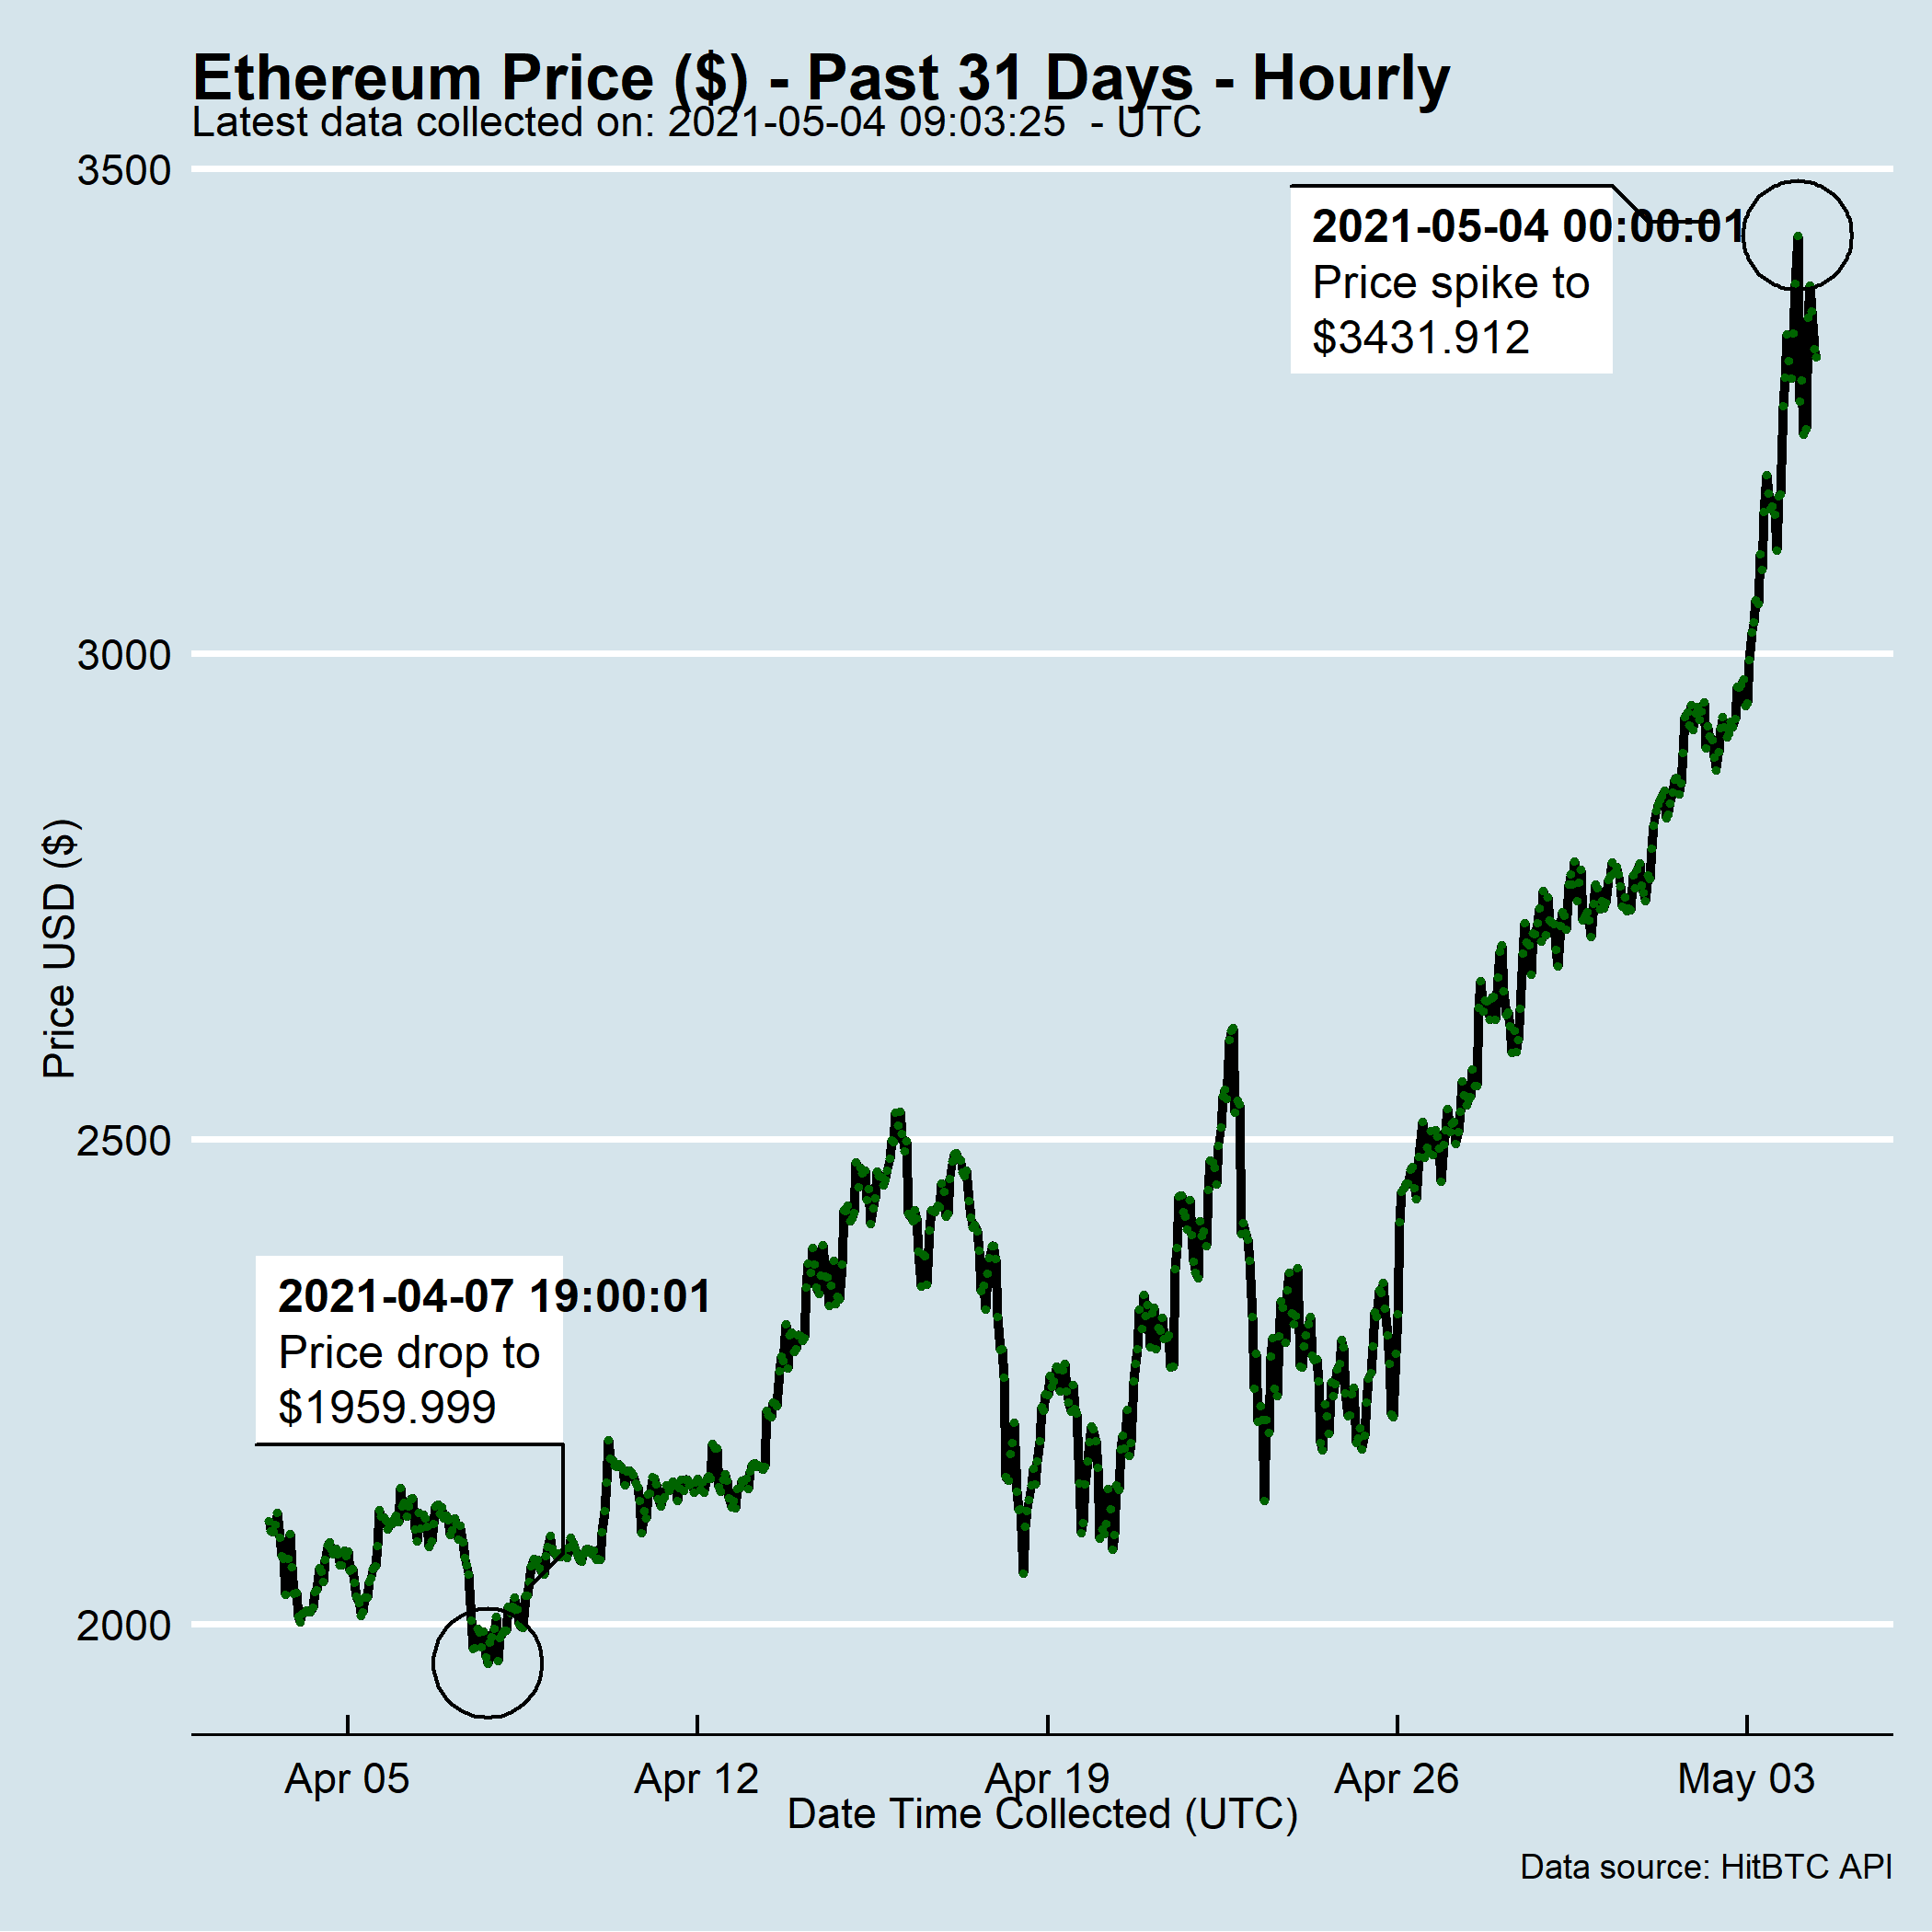 Ethereum Price ($) - Past 31 Days - Hourly
Latest data collected on: 2021-05-04 09:03:25  - UTC
3500
3000
2500
2000
Price USD ($)
2021-05-04 00:00:01
Price spike to
$3431.912
2021-04-07 19:00:01
Price drop to
$1959.999
Apr 05
Apr 12
Apr 19
Apr 26
May 03
Date Time Collected (UTC)
Data source: HitBTC API